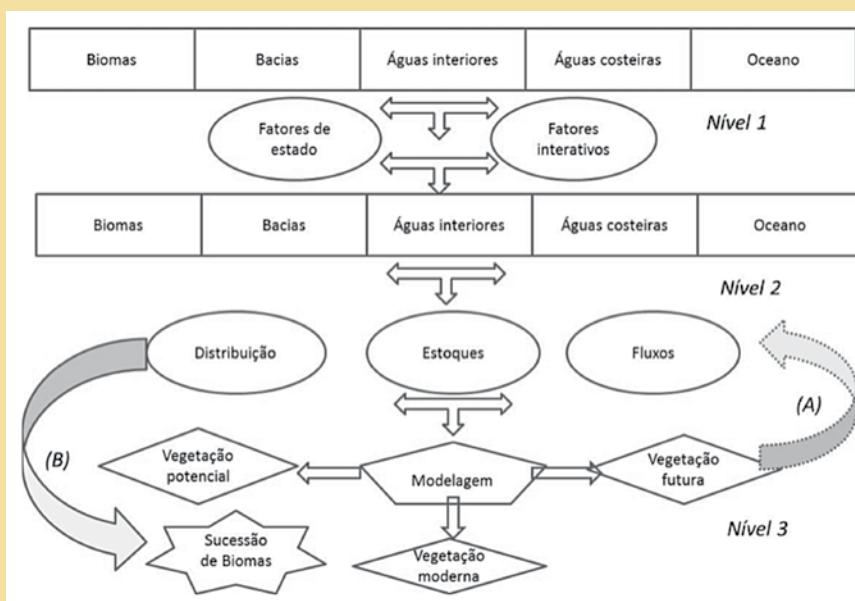 Biomas Bacias Águas interiores Águas costeiras Oceano
Nível 1
Fatores de
estado
Fatores
interativos
Biomas Bacias Águas interiores Águas costeiras Oceano
Nível 2
Distribuição Estoques Fluxos
(A)
(B)
Vegetação
potencial
Modelagem
Vegetação
futura
Nível 3
Sucessão
de Biomas
Vegetação
moderna